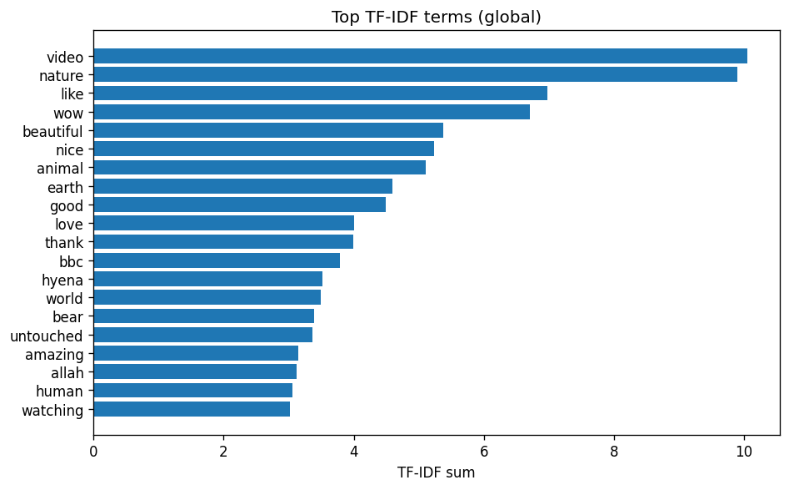 Top TF-IDF terms (global)
video
nature
like
wow
beautiful
nice
animal
earth
good
love
thank
bbc
hyena
world
bear
untouched
amazing
allah
human
watching
0 2 4 6 8 10
TF-IDF sum